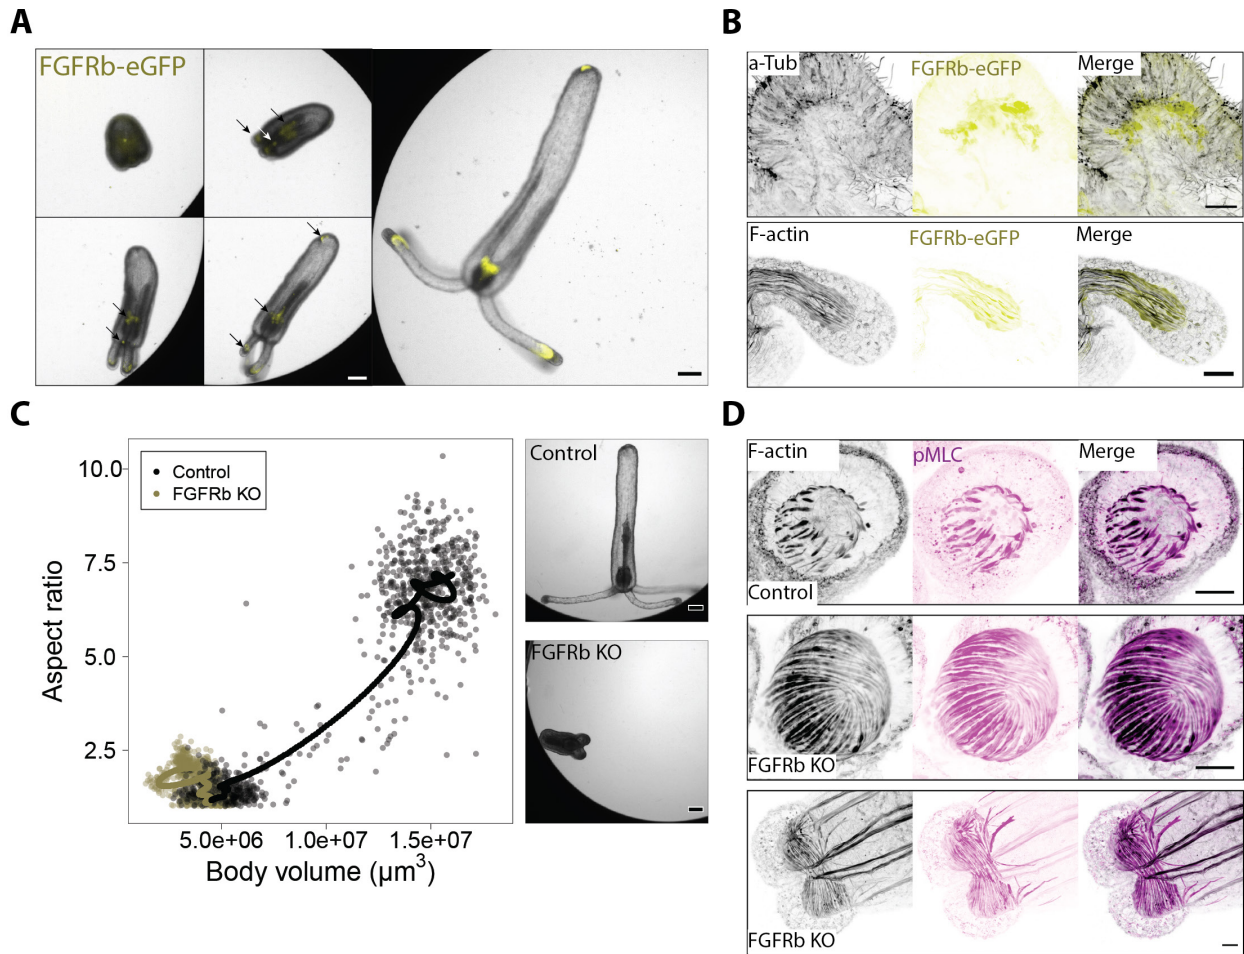 A
FGFRb-eGFP
B
a-Tub
FGFRb-eGFP
Merge
F-actin
FGFRb-eGFP
Merge
C
Aspect ratio
10.0
7.5
5.0
2.5
Control
FGFRb KO
5.0e+06
1.0e+07
1.5e+07
Body volume (µm³)
Control
FGFRb KO
D
F-actin
pMLC
Merge
Control
FGFRb KO
FGFRb KO